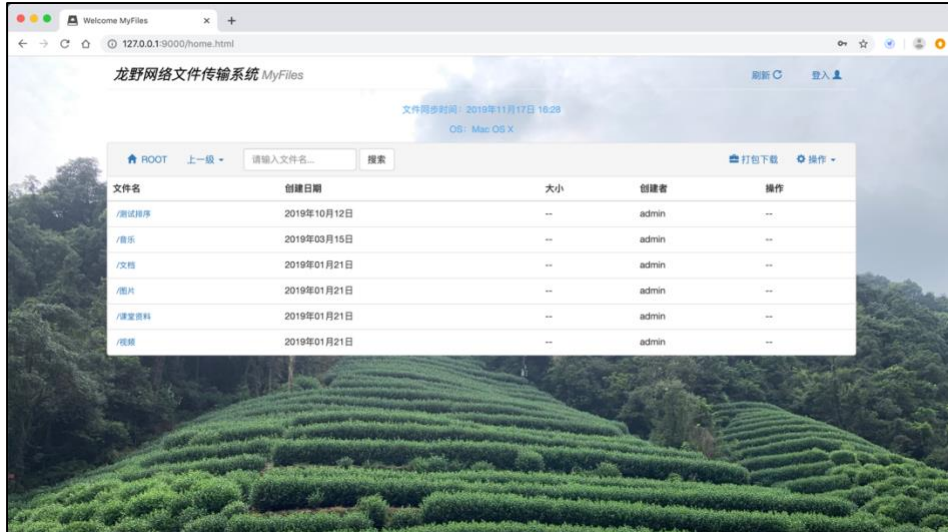 Welcome MyFiles
127.0.0.1:9000/home.html
龙野网络文件传输系统 MyFiles 刷新 登入
文件同步时间：2019年11月17日 16:28
OS：Mac OS X
ROOT 上一级 请输入文件名... 搜索 打包下载 操作
文件名 创建日期 大小 创建者 操作
/测试排序 2019年10月12日 -- admin --
/音乐 2019年03月15日 -- admin --
/文档 2019年01月21日 -- admin --
/图片 2019年01月21日 -- admin --
/课堂资料 2019年01月21日 -- admin --
/视频 2019年01月21日 -- admin --